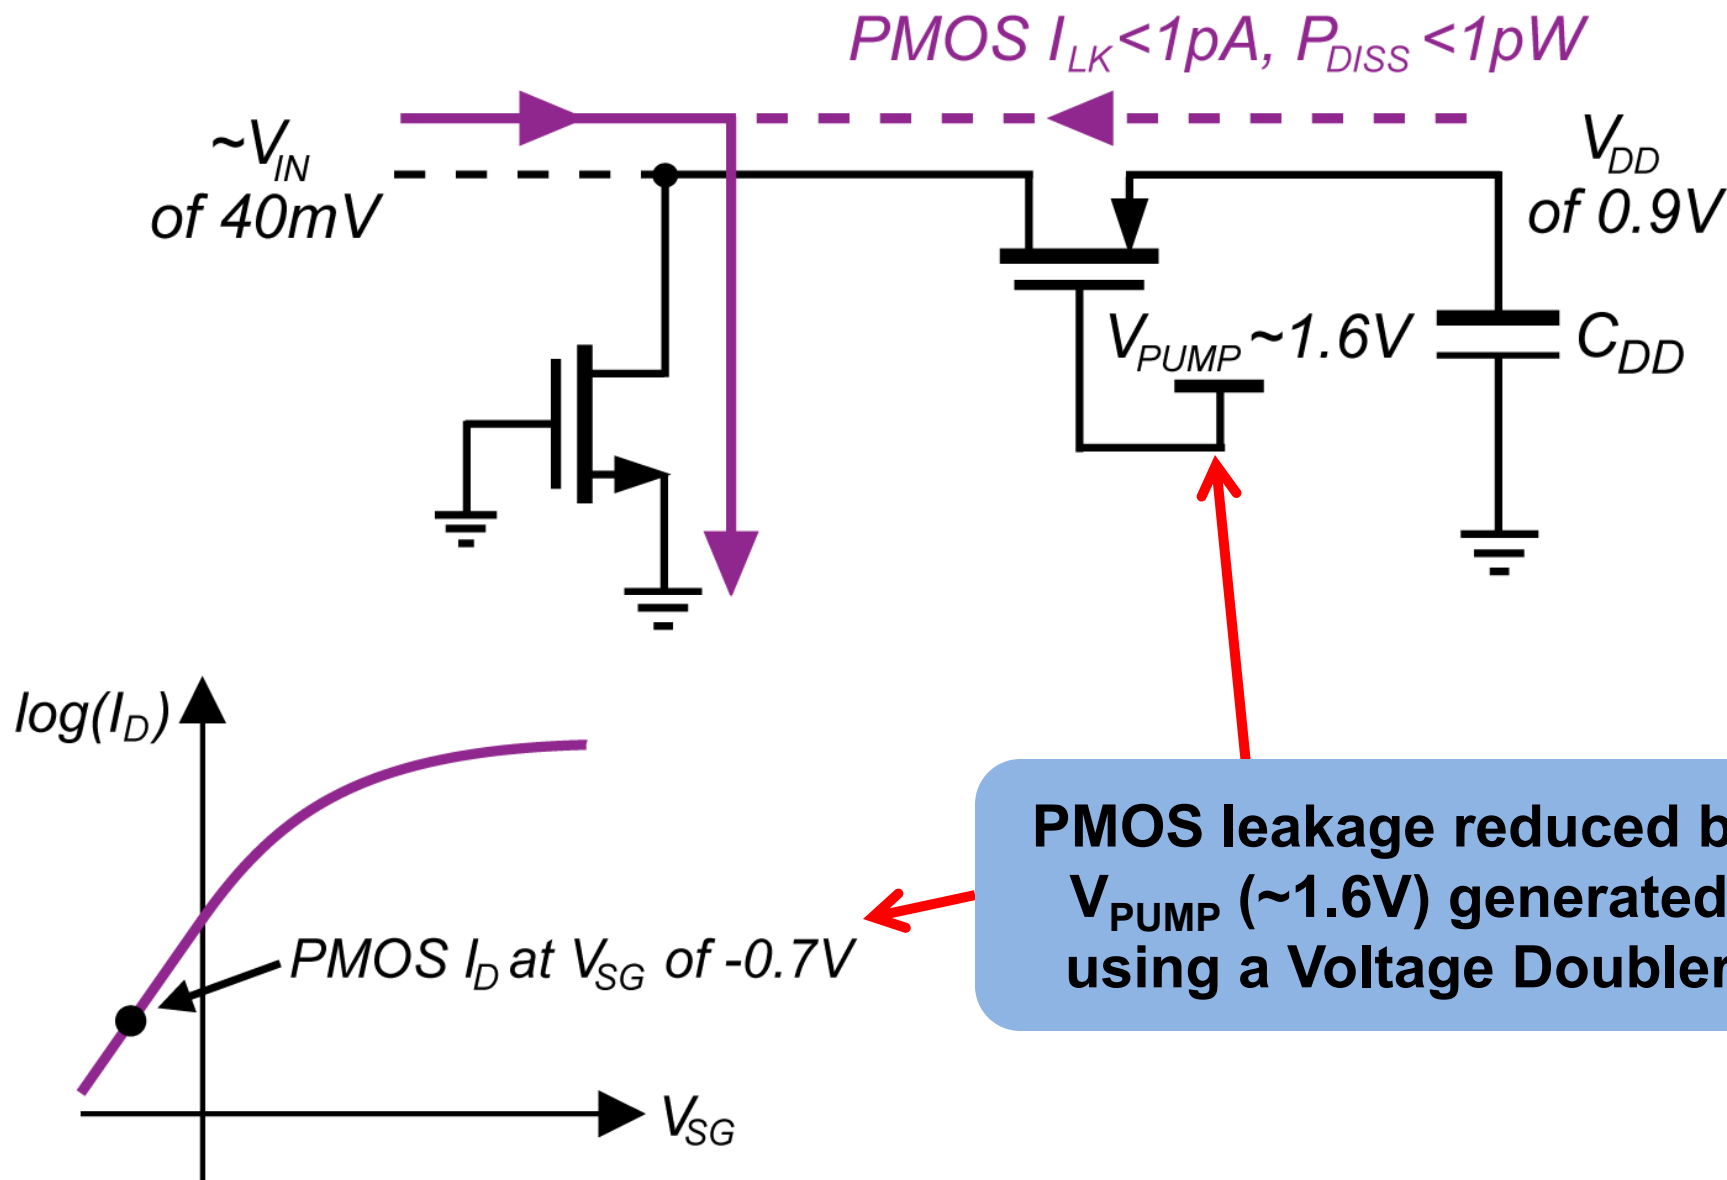 PMOS I_LK<1pA, P_DISS <1pW
~V_IN
of 40mV
V_DD
of 0.9V
V_PUMP ~1.6V
C_DD
log(I_D)
PMOS I_D at V_SG of -0.7V
V_SG
PMOS leakage reduced b
V_PUMP (~1.6V) generated
using a Voltage Doubler